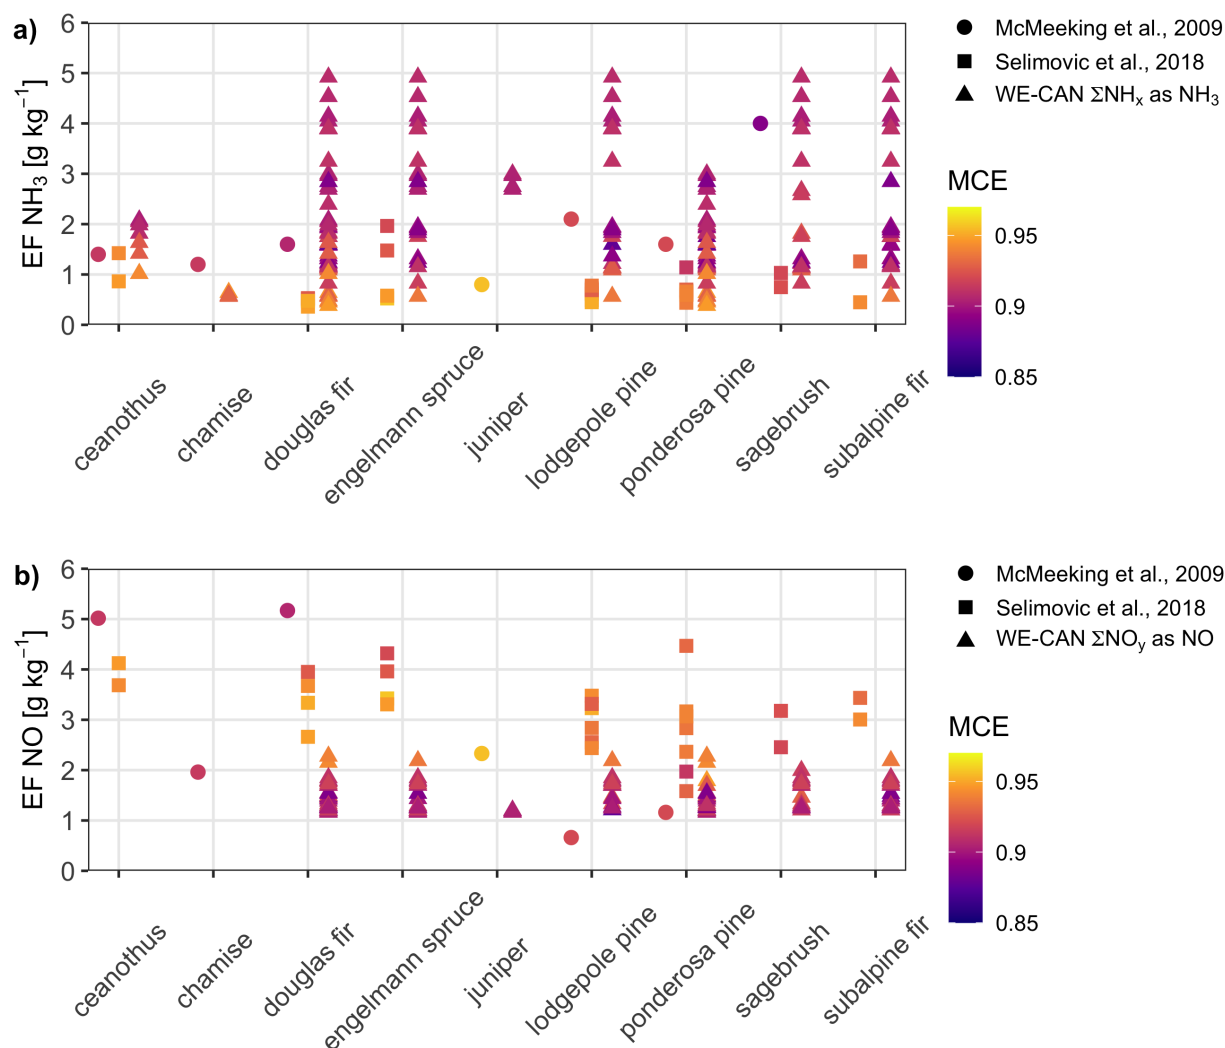 a)
EF NH₃ [g kg⁻¹]
6
5
4
3
2
1
0
ceanothus
chamise
douglas fir
engelmann spruce
juniper
lodgepole pine
ponderosa pine
sagebrush
subalpine fir
McMeeking et al., 2009
Selimovic et al., 2018
WE-CAN ΣNHₓ as NH₃
MCE
0.95
0.9
0.85
b)
EF NO [g kg⁻¹]
6
5
4
3
2
1
0
ceanothus
chamise
douglas fir
engelmann spruce
juniper
lodgepole pine
ponderosa pine
sagebrush
subalpine fir
McMeeking et al., 2009
Selimovic et al., 2018
WE-CAN ΣNOy as NO
MCE
0.95
0.9
0.85